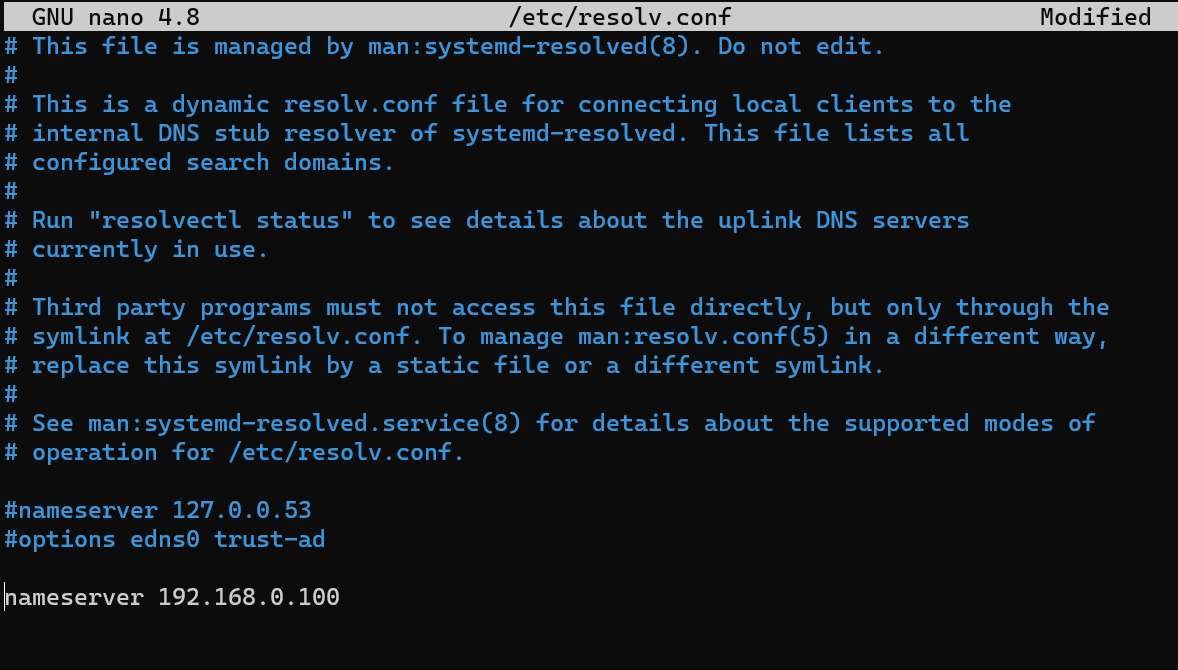 GNU nano 4.8 /etc/resolv.conf Modified
# This file is managed by man:systemd-resolved(8). Do not edit.
#
# This is a dynamic resolv.conf file for connecting local clients to the
# internal DNS stub resolver of systemd-resolved. This file lists all
# configured search domains.
#
# Run "resolvectl status" to see details about the uplink DNS servers
# currently in use.
#
# Third party programs must not access this file directly, but only through the
# symlink at /etc/resolv.conf. To manage man:resolv.conf(5) in a different way,
# replace this symlink by a static file or a different symlink.
#
# See man:systemd-resolved.service(8) for details about the supported modes of
# operation for /etc/resolv.conf.
#nameserver 127.0.0.53
#options edns0 trust-ad
nameserver 192.168.0.100